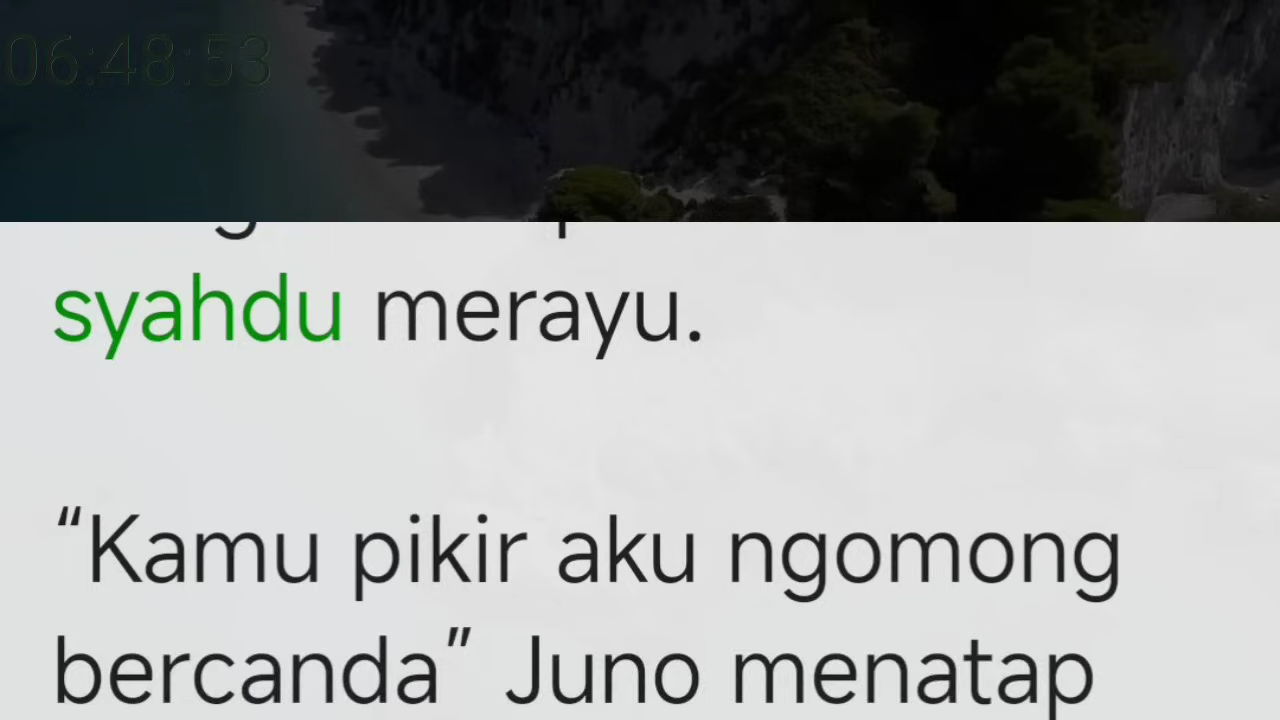 06:48:53
syahdu merayu.
“Kamu pikir aku ngomong
bercanda” Juno menatap